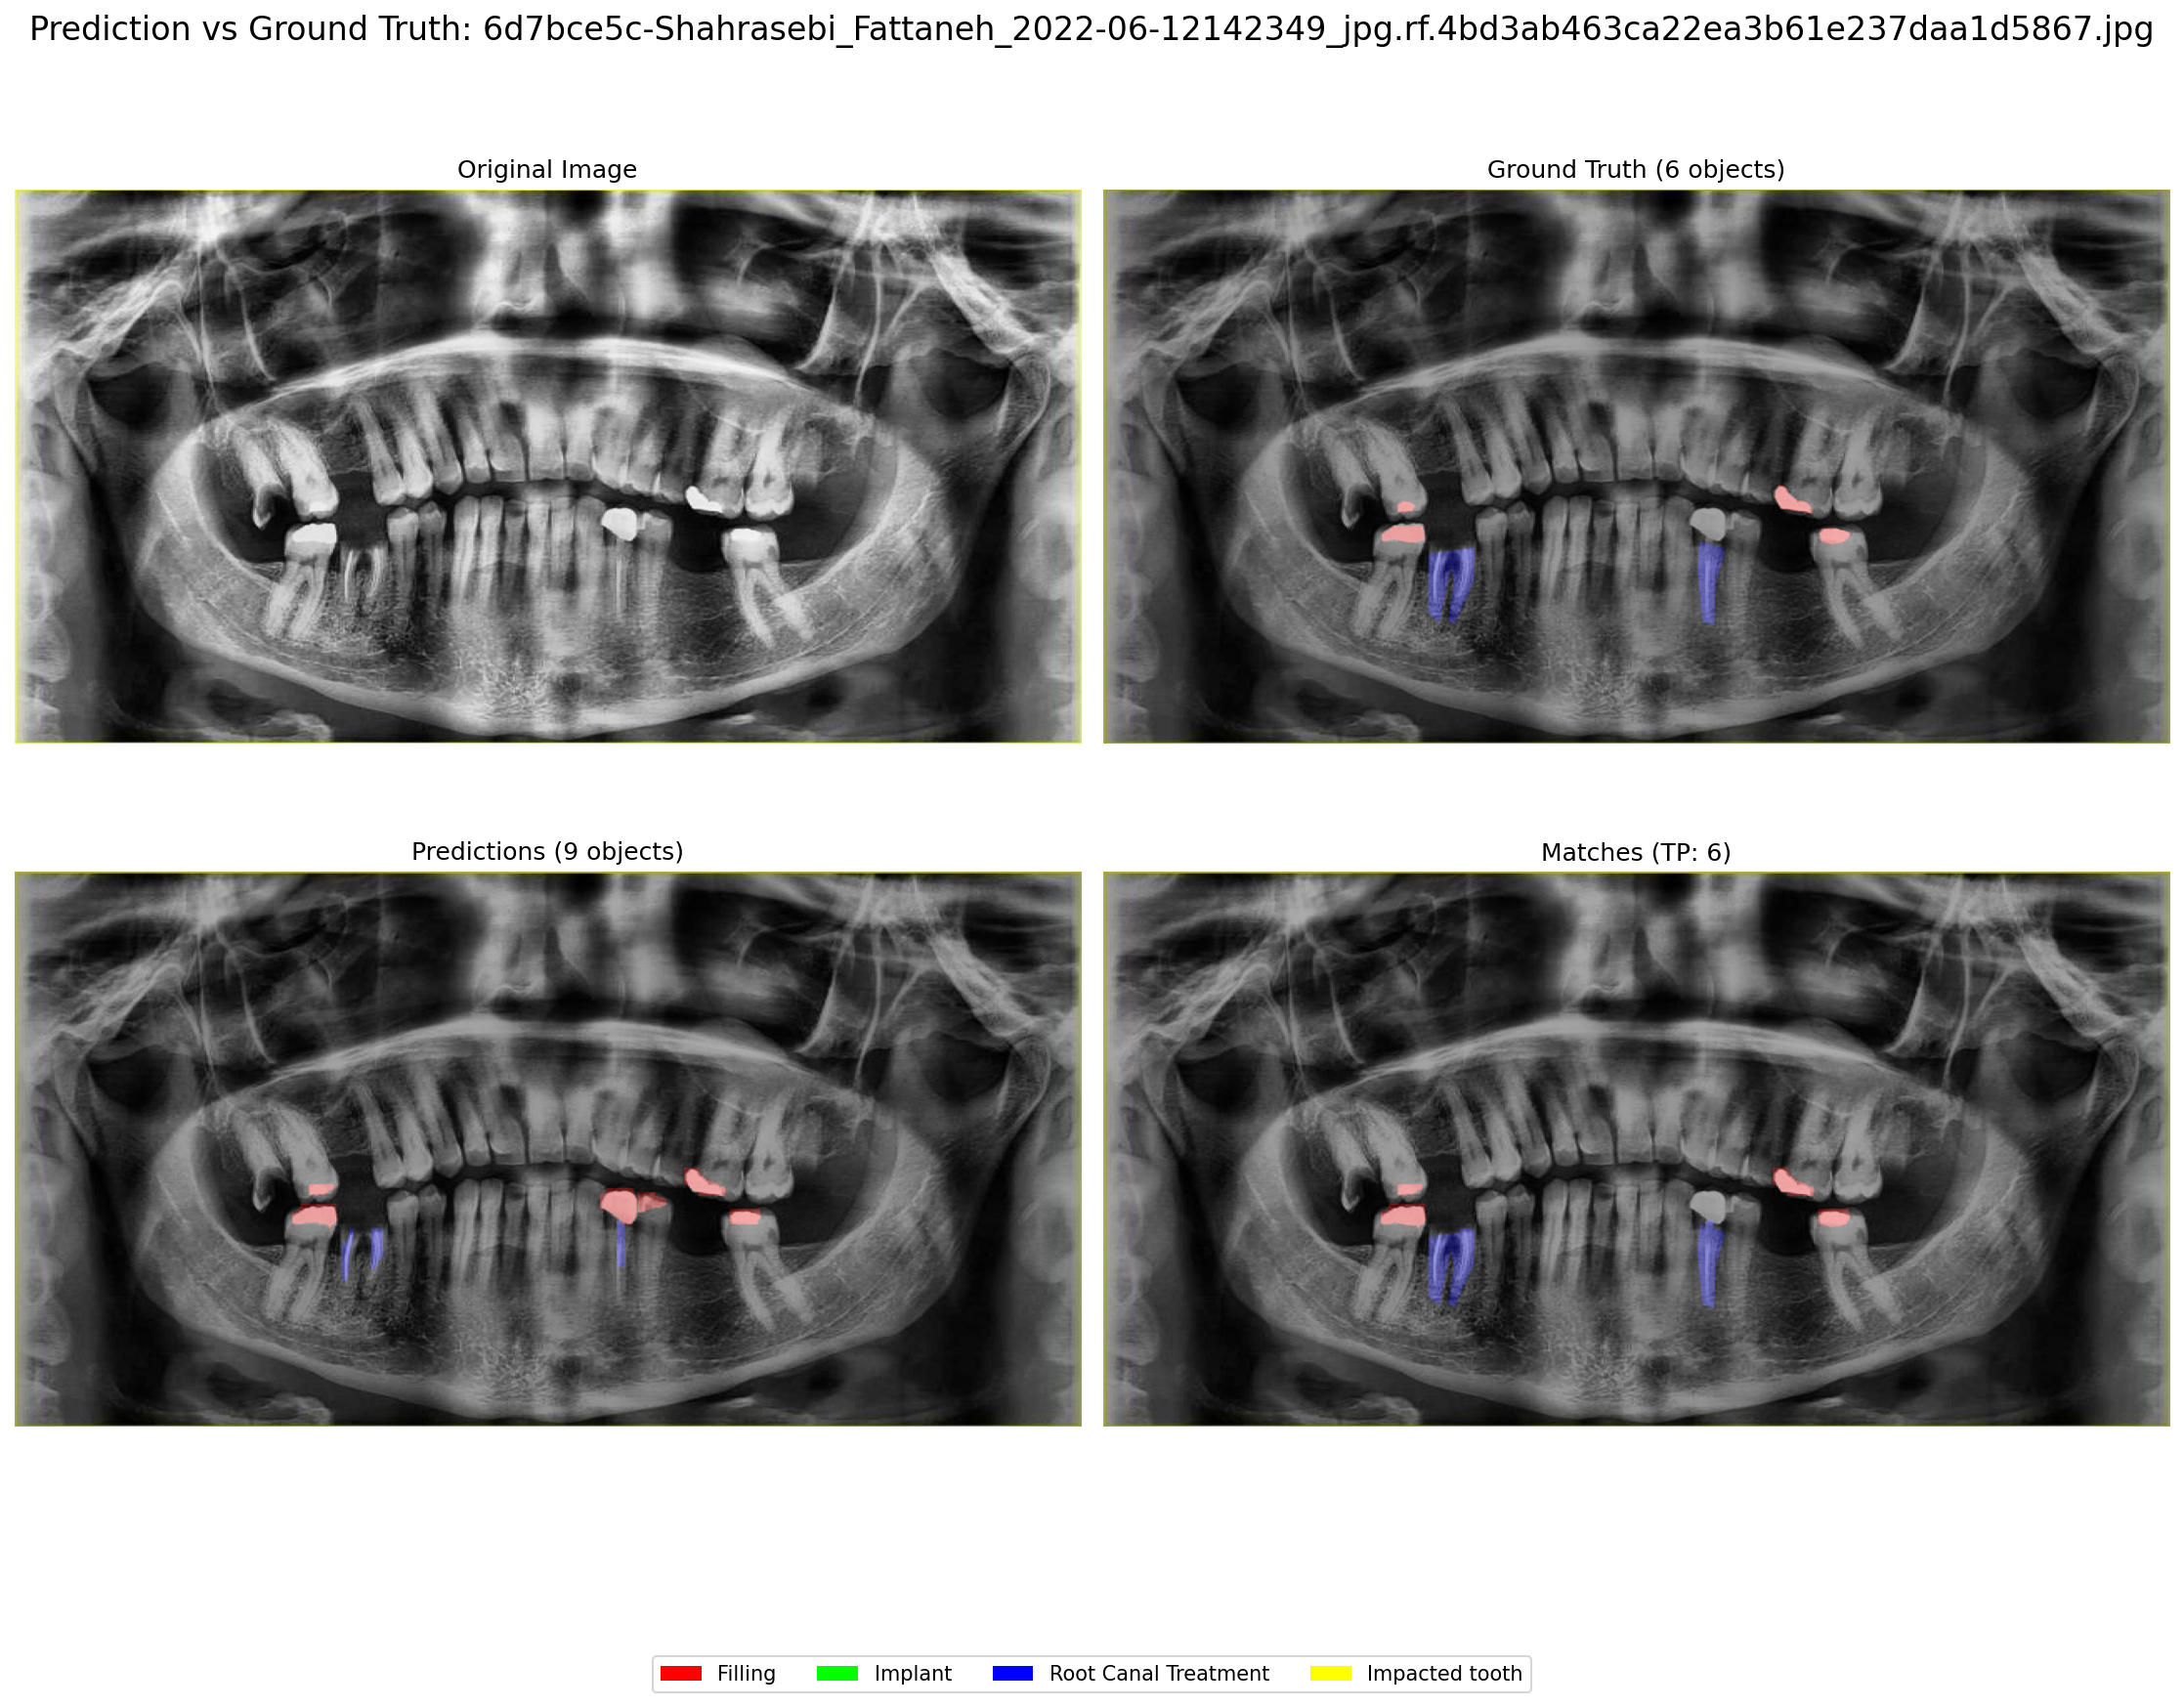 Prediction vs Ground Truth: 6d7bce5c-Shahrasebi_Fattaneh_2022-06-12142349_jpg.rf.4bd3ab463ca22ea3b61e237daa1d5867.jpg
Original Image
Ground Truth (6 objects)
Predictions (9 objects)
Matches (TP: 6)
Filling
Implant
Root Canal Treatment
Impacted tooth